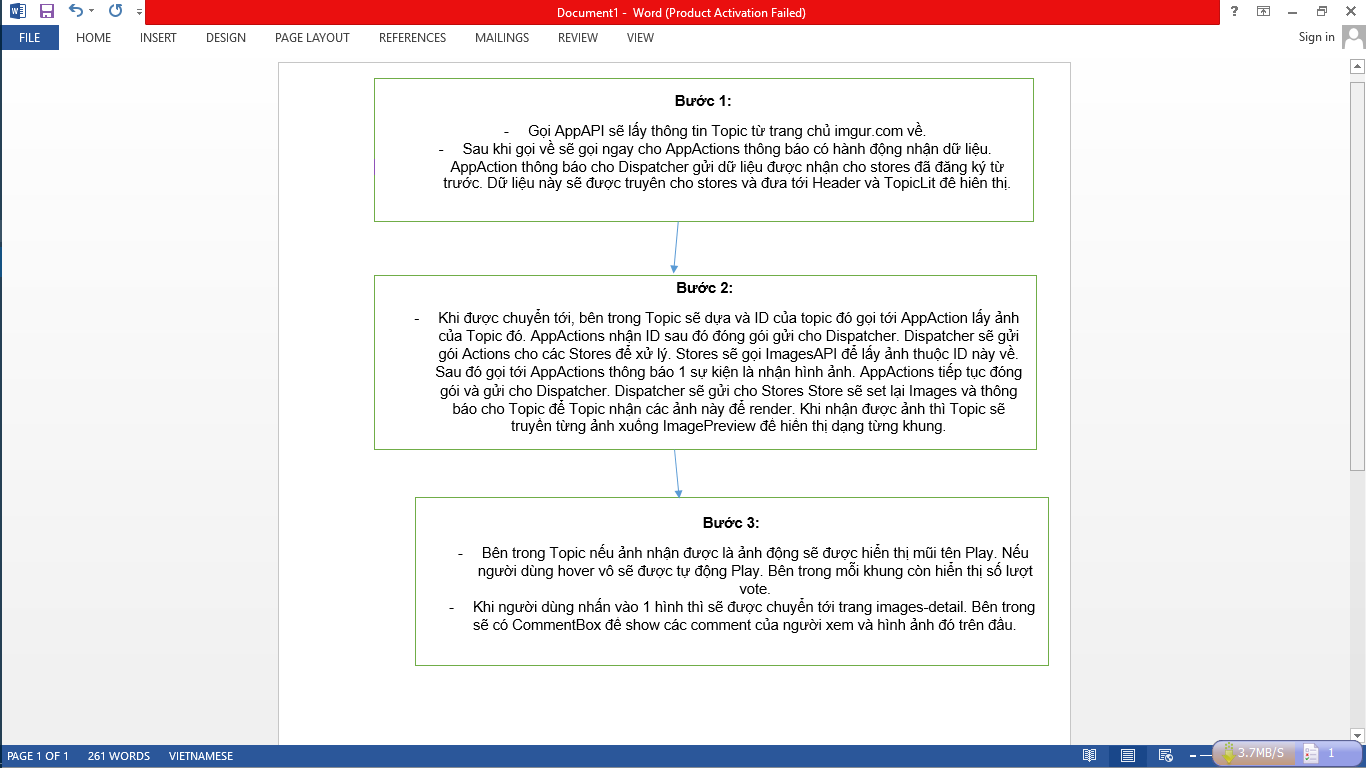 Document1 - Word (Product Activation Failed)
FILE HOME INSERT DESIGN PAGE LAYOUT REFERENCES MAILINGS REVIEW VIEW Sign in
Bước 1:
- Gọi AppAPI sẽ lấy thông tin Topic từ trang chủ imgur.com về.
- Sau khi gọi về sẽ gọi ngay cho AppActions thông báo có hành động nhận dữ liệu.
AppAction thông báo cho Dispatcher gửi dữ liệu được nhận cho stores đã đăng ký từ
trước. Dữ liệu này sẽ được truyên cho stores và đưa tới Header và TopicLit đê hiên thị.
Bước 2:
- Khi được chuyển tới, bên trong Topic sẽ dựa và ID của topic đó gọi tới AppAction lấy ảnh
của Topic đó. AppActions nhận ID sau đó đóng gói gửi cho Dispatcher. Dispatcher sẽ gửi
gói Actions cho các Stores để xử lý. Stores sẽ gọi ImagesAPI để lấy ảnh thuộc ID này về.
Sau đó gọi tới AppActions thông báo 1 sự kiện là nhận hình ảnh. AppActions tiếp tục đóng
gói và gửi cho Dispatcher. Dispatcher sẽ gửi cho Stores Store sẽ set lại Images và thông
báo cho Topic để Topic nhận các ảnh này để render. Khi nhận được ảnh thì Topic sẽ
truyền từng ảnh xuống ImagePreview để hiển thị dạng từng khung.
Bước 3:
- Bên trong Topic nếu ảnh nhận được là ảnh động sẽ được hiển thị mũi tên Play. Nếu
người dùng hover vô sẽ được tự động Play. Bên trong mỗi khung còn hiển thị số lượt
vote.
- Khi người dùng nhấn vào 1 hình thì sẽ được chuyển tới trang images-detail. Bên trong
sẽ có CommentBox để show các comment của người xem và hình ảnh đó trên đầu.
PAGE 1 OF 1 261 WORDS VIETNAMESE 3.7MB/S 1